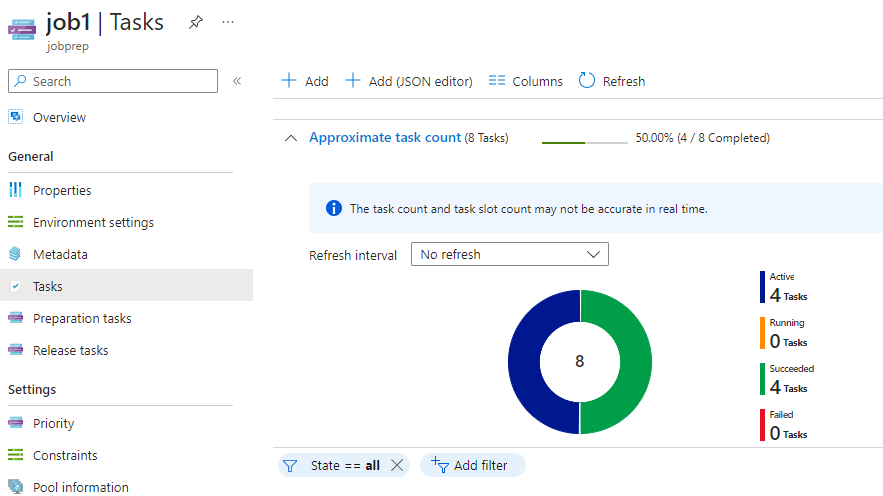 job1 | Tasks
jobprep
Search
Overview
General
Properties
Environment settings
Metadata
Tasks
Preparation tasks
Release tasks
Settings
Priority
Constraints
Pool information
Add
Add (JSON editor)
Columns
Refresh
Approximate task count (8 Tasks)
50.00% (4 / 8 Completed)
The task count and task slot count may not be accurate in real time.
Refresh interval
No refresh
8
Active
4 Tasks
Running
0 Tasks
Succeeded
4 Tasks
Failed
0 Tasks
State == all
Add filter